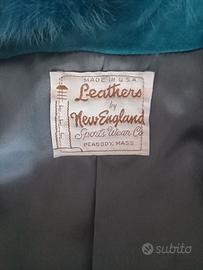 MADE IN U.S.A
Leathers
by
New England
Sports Wear Co
PEABODY, MASS
subito